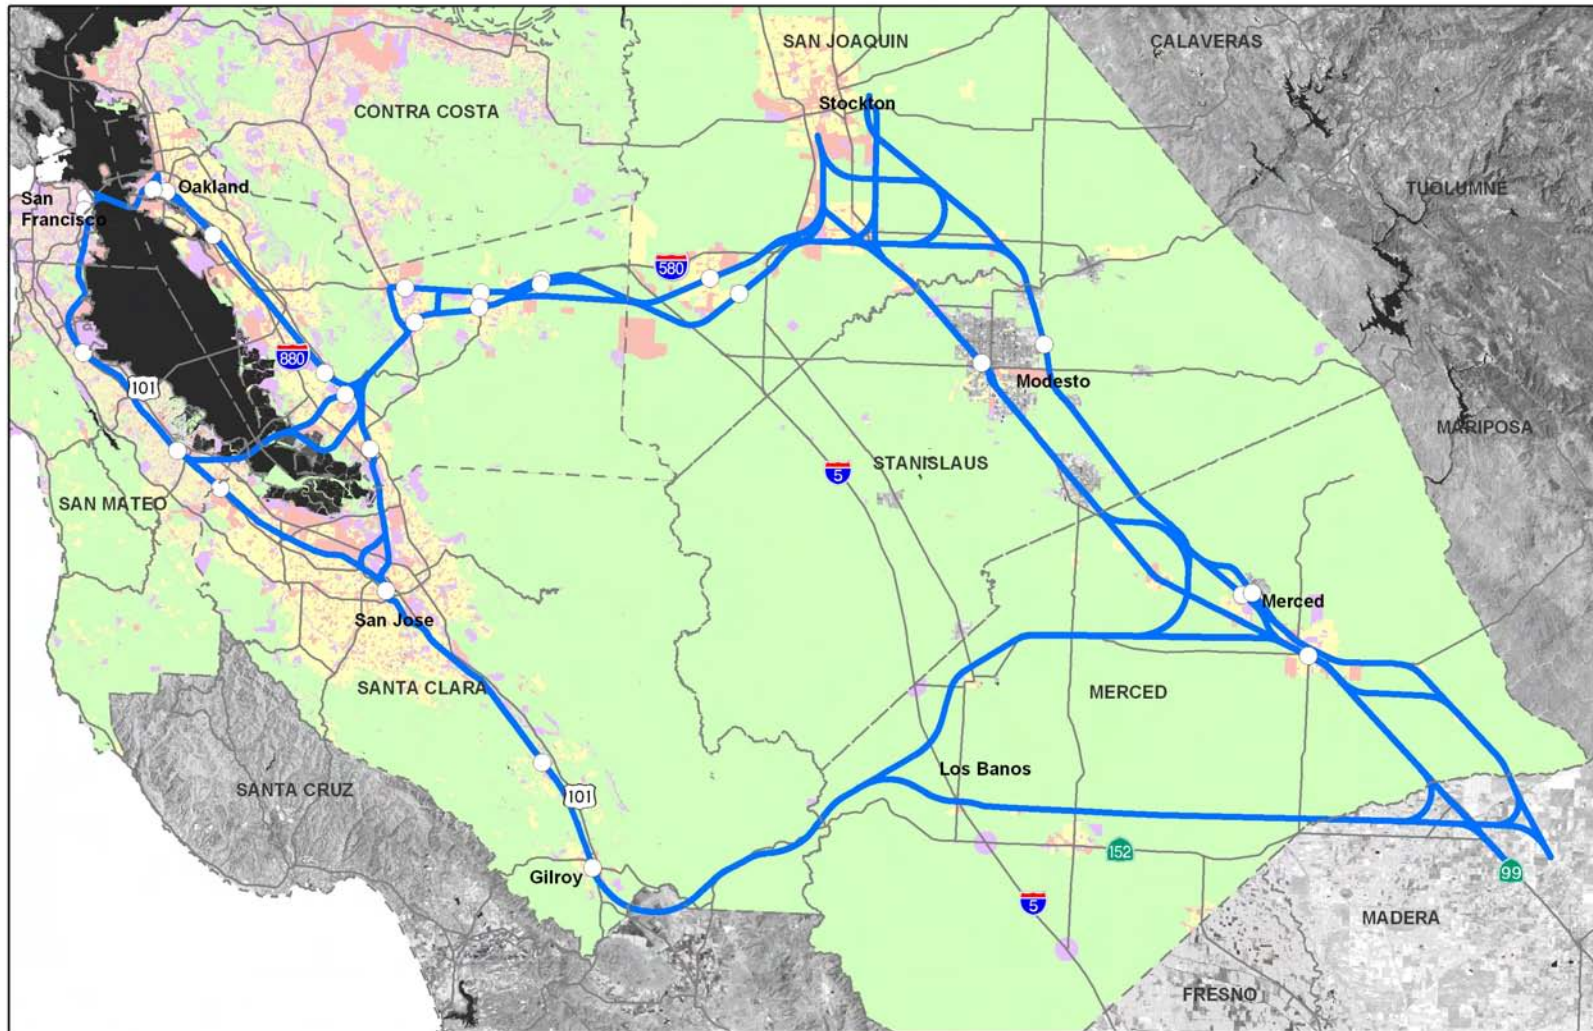 SAN JOAQUIN
CALAVERAS
Stockton
CONTRA COSTA
Oakland
TUOLUMNE
San
Francisco
580
880
101
Modesto
MARIPOSA
STANISLAUS
5
SAN MATEO
Merced
San Jose
SANTA CLARA
MERCED
Los Banos
SANTA CRUZ
101
152
Gilroy
99
5
MADERA
FRESNO